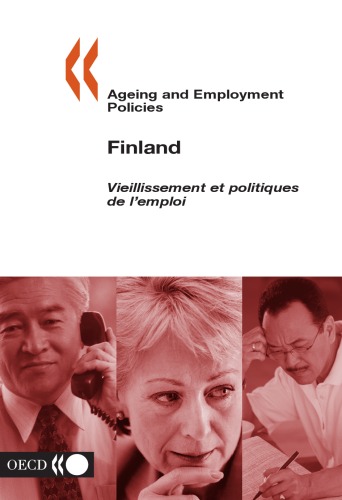 Ageing and Employment
Policies
Finland
Vieillissement et politiques
de l'emploi
OECD